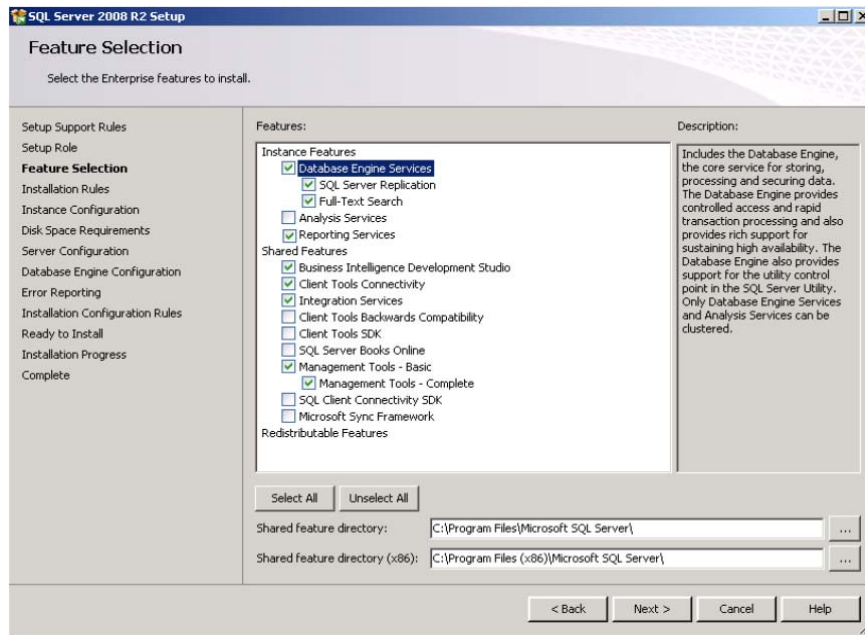 SQL Server 2008 R2 Setup
Feature Selection
Select the Enterprise features to install.
Setup Support Rules
Setup Role
Feature Selection
Installation Rules
Instance Configuration
Disk Space Requirements
Server Configuration
Database Engine Configuration
Error Reporting
Installation Configuration Rules
Ready to Install
Installation Progress
Complete
Features:
Instance Features
Database Engine Services
SQL Server Replication
Full-Text Search
Analysis Services
Reporting Services
Shared Features
Business Intelligence Development Studio
Client Tools Connectivity
Integration Services
Client Tools Backwards Compatibility
Client Tools SDK
SQL Server Books Online
Management Tools - Basic
Management Tools - Complete
SQL Client Connectivity SDK
Microsoft Sync Framework
Redistributable Features
Description:
Includes the Database Engine,
the core service for storing,
processing and securing data.
The Database Engine provides
controlled access and rapid
transaction processing and also
provides rich support for
sustaining high availability. The
Database Engine also provides
support for the utility control
point in the SQL Server Utility.
Only Database Engine Services
and Analysis Services can be
clustered.
Select All
Unselect All
Shared feature directory:
C:\Program Files\Microsoft SQL Server\
...
Shared feature directory (x86):
C:\Program Files (x86)\Microsoft SQL Server\
...
< Back
Next >
Cancel
Help